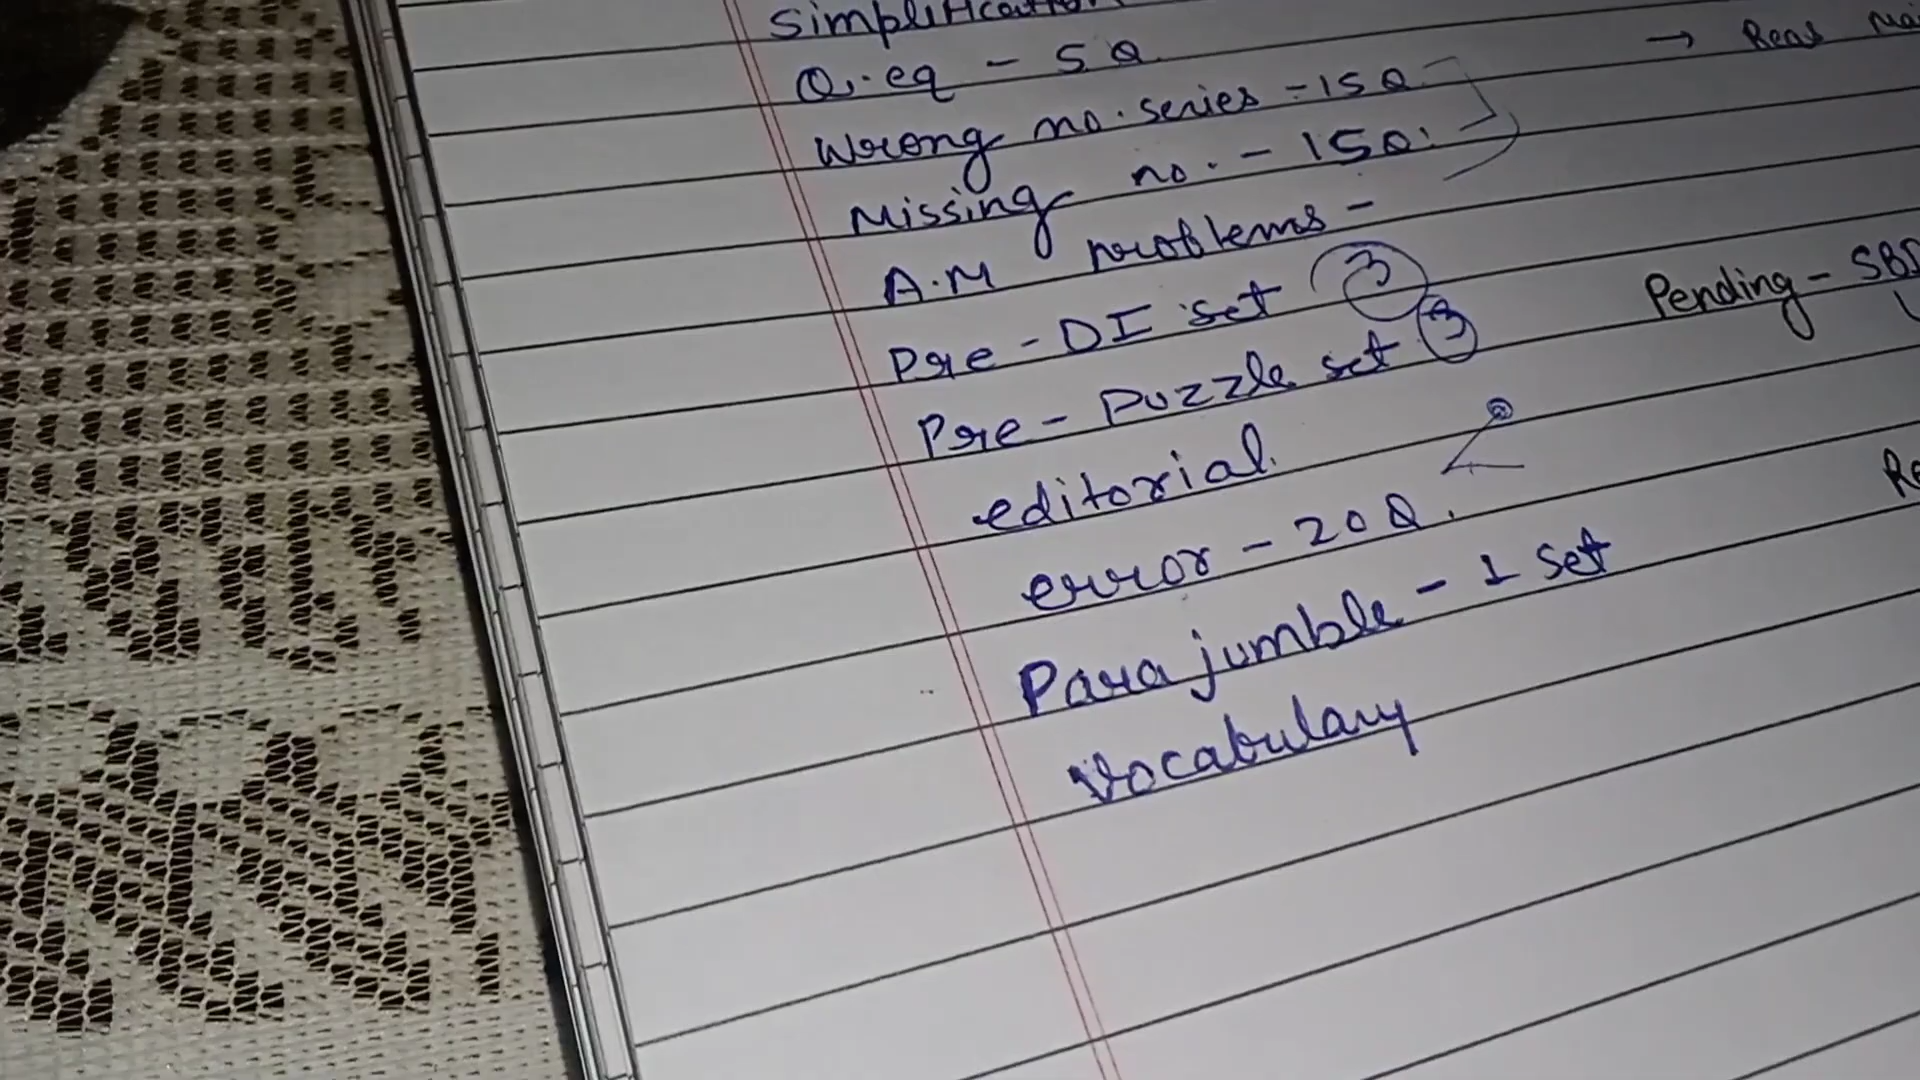 Simplification
Q.eq - 5 Q.
Wrong no. series - 15 Q.
Missing no. - 15 Q.
A.M problems -
Pre - DI set 3
Pre - Puzzle set 3
editorial.
error - 20 Q.
Para jumble - 1 set
Vocabulary
→ Reas
Pending -